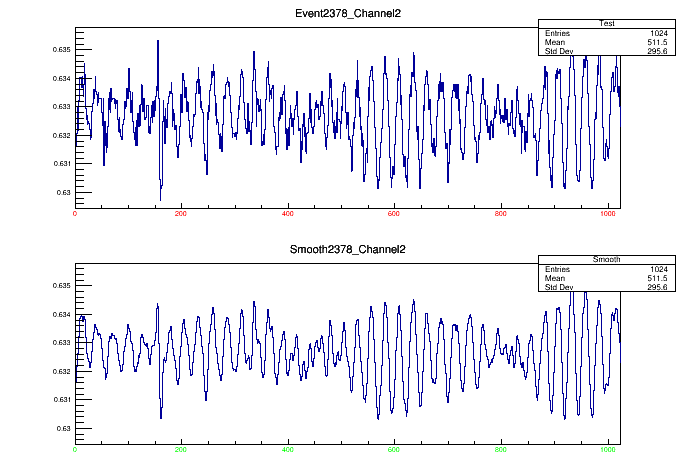 Event2378_Channel2
Test
Entries 1024
Mean 511.5
Std Dev 295.6
0.635
0.634
0.633
0.632
0.631
0.63
0 200 400 600 800 1000
Smooth2378_Channel2
Smooth
Entries 1024
Mean 511.5
Std Dev 295.6
0.635
0.634
0.633
0.632
0.631
0.63
0 200 400 600 800 1000